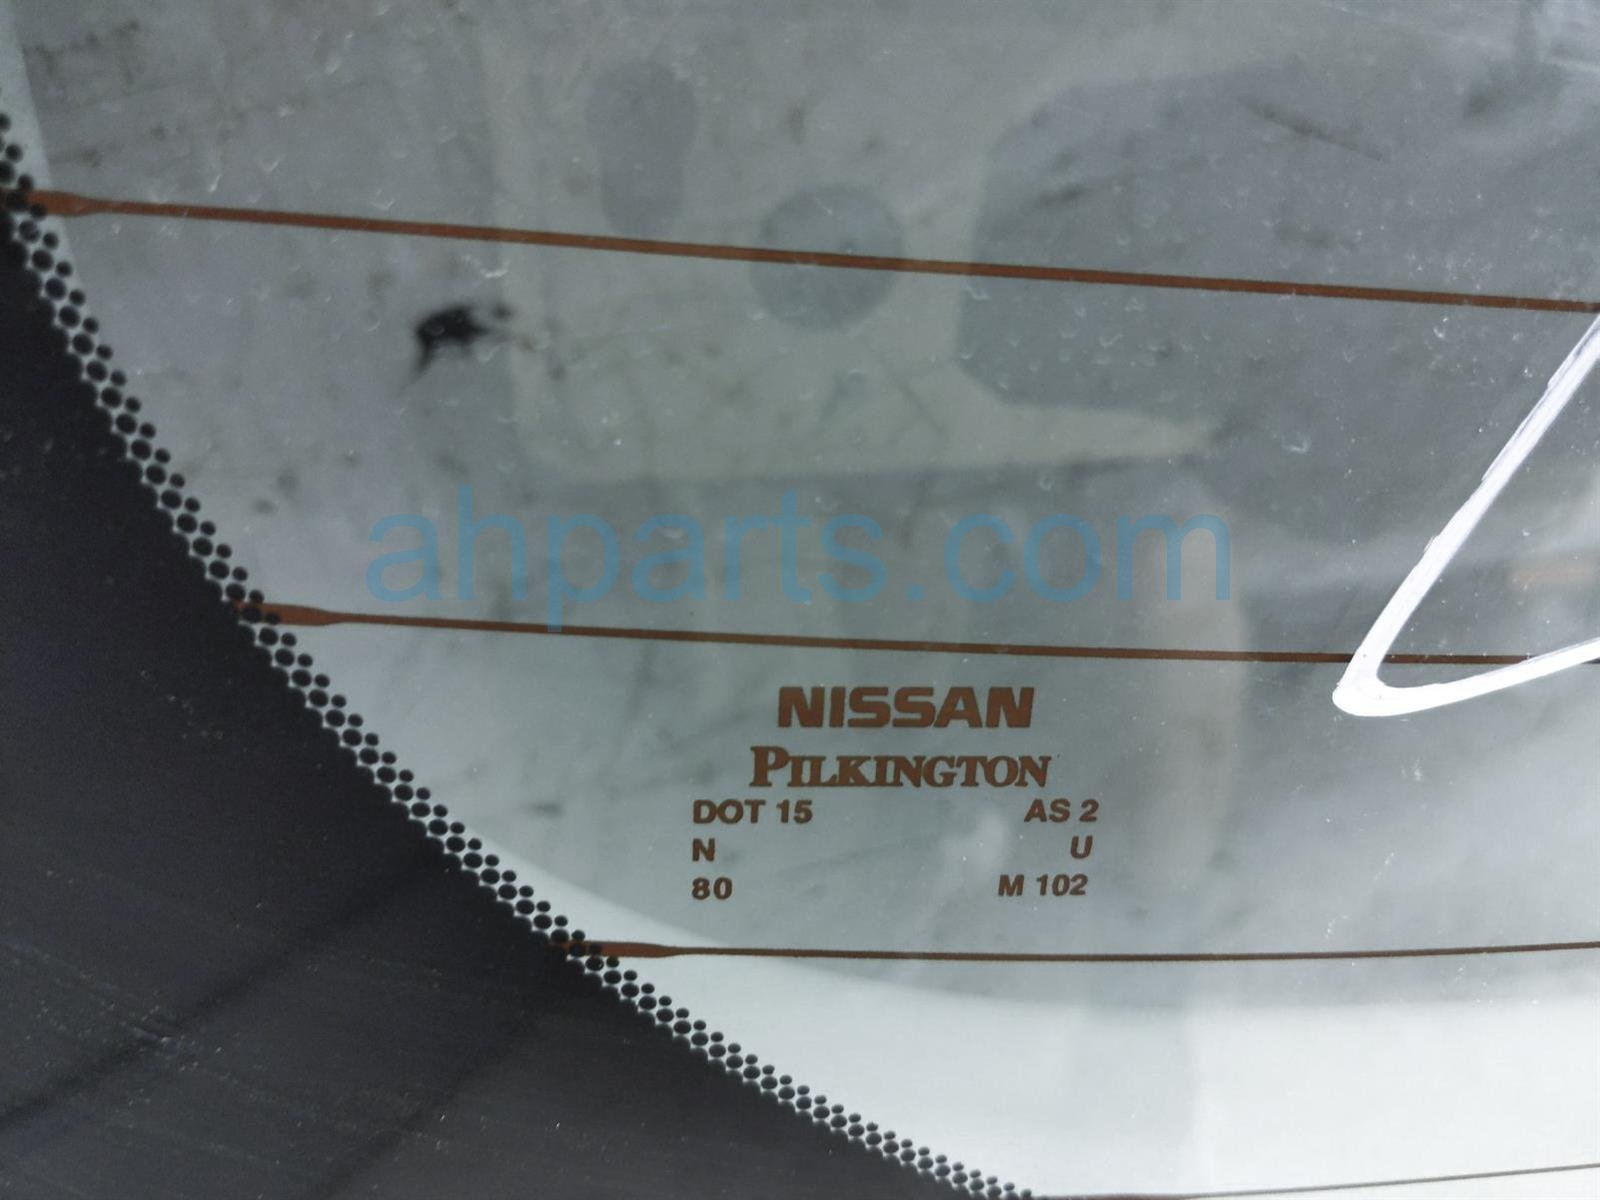 ahparts.com
NISSAN
PILKINGTON
DOT 15 AS 2
N U
80 M 102